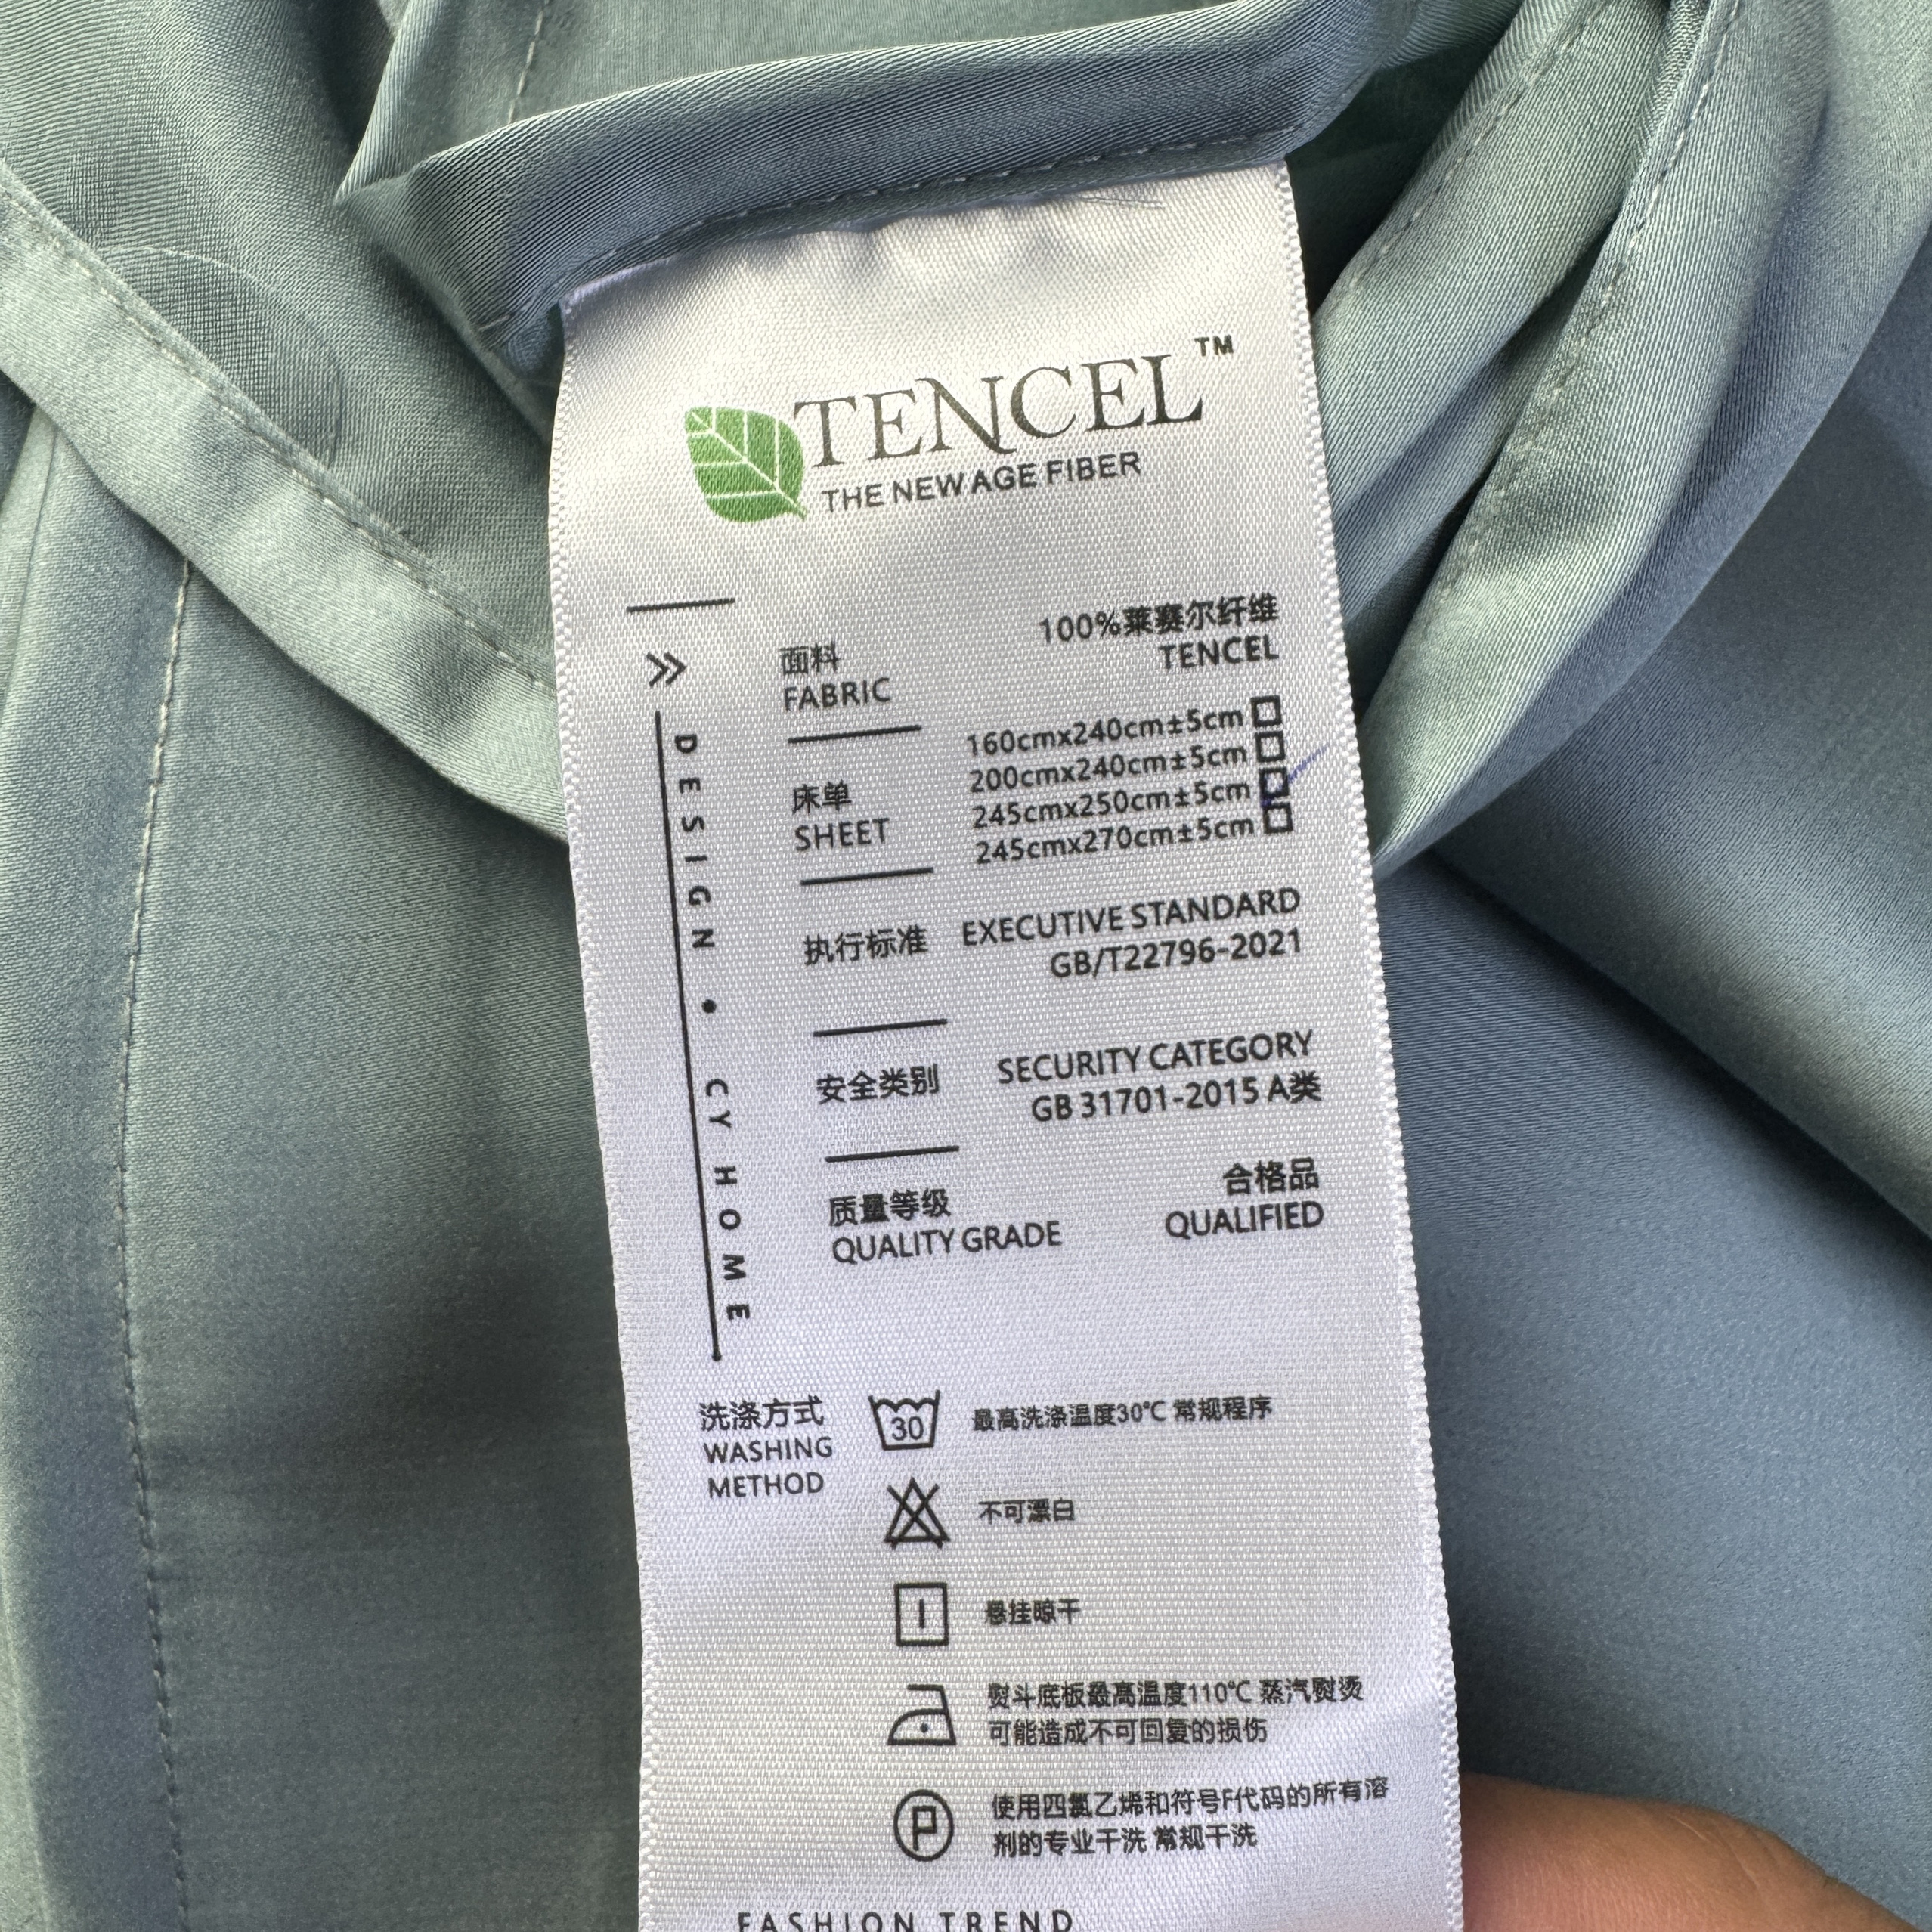 TENCEL™
THE NEW AGE FIBER
面料
FABRIC
100%莱赛尔纤维
TENCEL
DESIGN • CY HOME
床单
SHEET
160cmx240cm±5cm
200cmx240cm±5cm
245cmx250cm±5cm
245cmx270cm±5cm
执行标准
EXECUTIVE STANDARD
GB/T22796-2021
安全类别
SECURITY CATEGORY
GB 31701-2015 A类
质量等级
QUALITY GRADE
合格品
QUALIFIED
洗涤方式
WASHING
METHOD
30
最高洗涤温度30℃ 常规程序
不可漂白
悬挂晾干
熨斗底板最高温度110℃ 蒸汽熨烫
可能造成不可回复的损伤
P
使用四氯乙烯和符号F代码的所有溶
剂的专业干洗 常规干洗
FASHION TREND